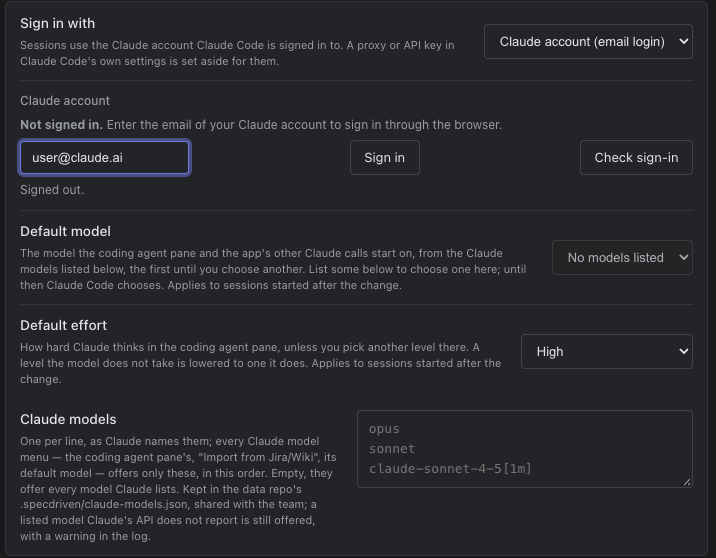 Sign in with
Sessions use the Claude account Claude Code is signed in to. A proxy or API key in
Claude Code's own settings is set aside for them.
Claude account (email login)
Claude account
Not signed in. Enter the email of your Claude account to sign in through the browser.
user@claude.ai
Sign in
Check sign-in
Signed out.
Default model
The model the coding agent pane and the app's other Claude calls start on, from the Claude
models listed below, the first until you choose another. List some below to choose one here; until
then Claude Code chooses. Applies to sessions started after the change.
No models listed
Default effort
How hard Claude thinks in the coding agent pane, unless you pick another level there. A
level the model does not take is lowered to one it does. Applies to sessions started after the
change.
High
Claude models
One per line, as Claude names them; every Claude model
menu — the coding agent pane's, "Import from Jira/Wiki", its
default model — offers only these, in this order. Empty, they
offer every model Claude lists. Kept in the data repo's
.specdriven/claude-models.json, shared with the team; a
listed model Claude's API does not report is still offered,
with a warning in the log.
opus
sonnet
claude-sonnet-4-5[1m]